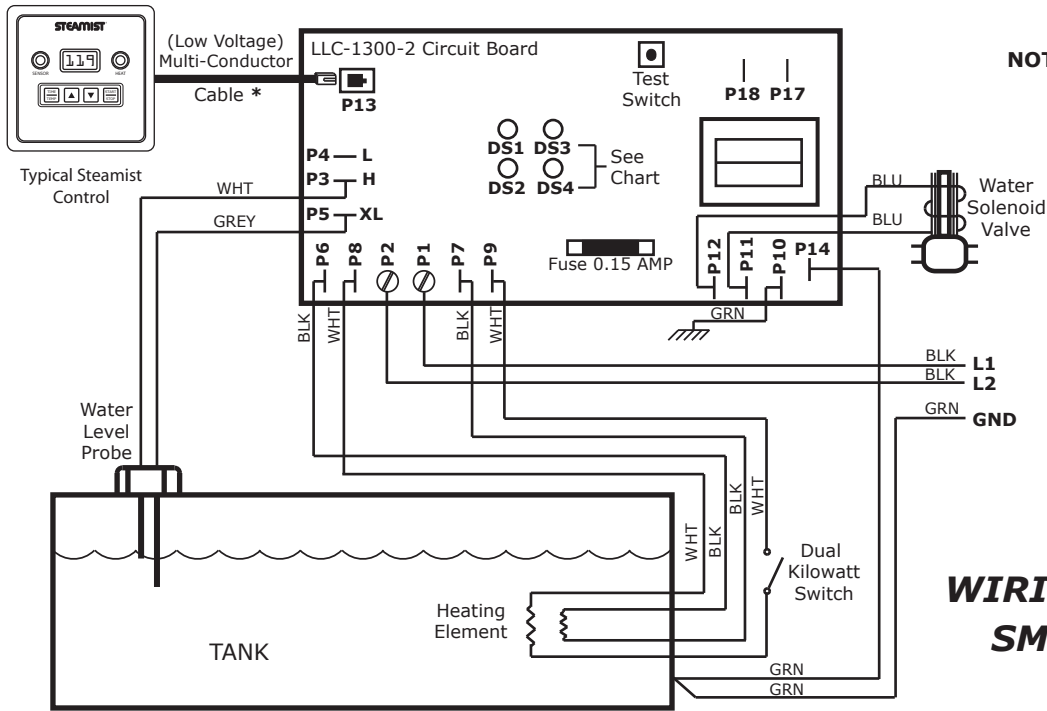 STEAMIST
119
SENSOR
HEAT
TIME
TEMP
START
STOP
Typical Steamist
Control
(Low Voltage)
Multi-Conductor
Cable *
LLC-1300-2 Circuit Board
P13
Test
Switch
P18 P17
NOT
DS1 DS3
DS2 DS4
See
Chart
P4 L
P3 H
P5 XL
WHT
GREY
P6
P8
P2
P1
P7
P9
Fuse 0.15 AMP
P12
P11
P10
P14
BLU
BLU
Water
Solenoid
Valve
GRN
BLK
WHT
BLK
WHT
BLK L1
BLK L2
GRN GND
Water
Level
Probe
WHT
BLK
BLK
WHT
Dual
Kilowatt
Switch
Heating
Element
TANK
GRN
GRN
WIRI
SM